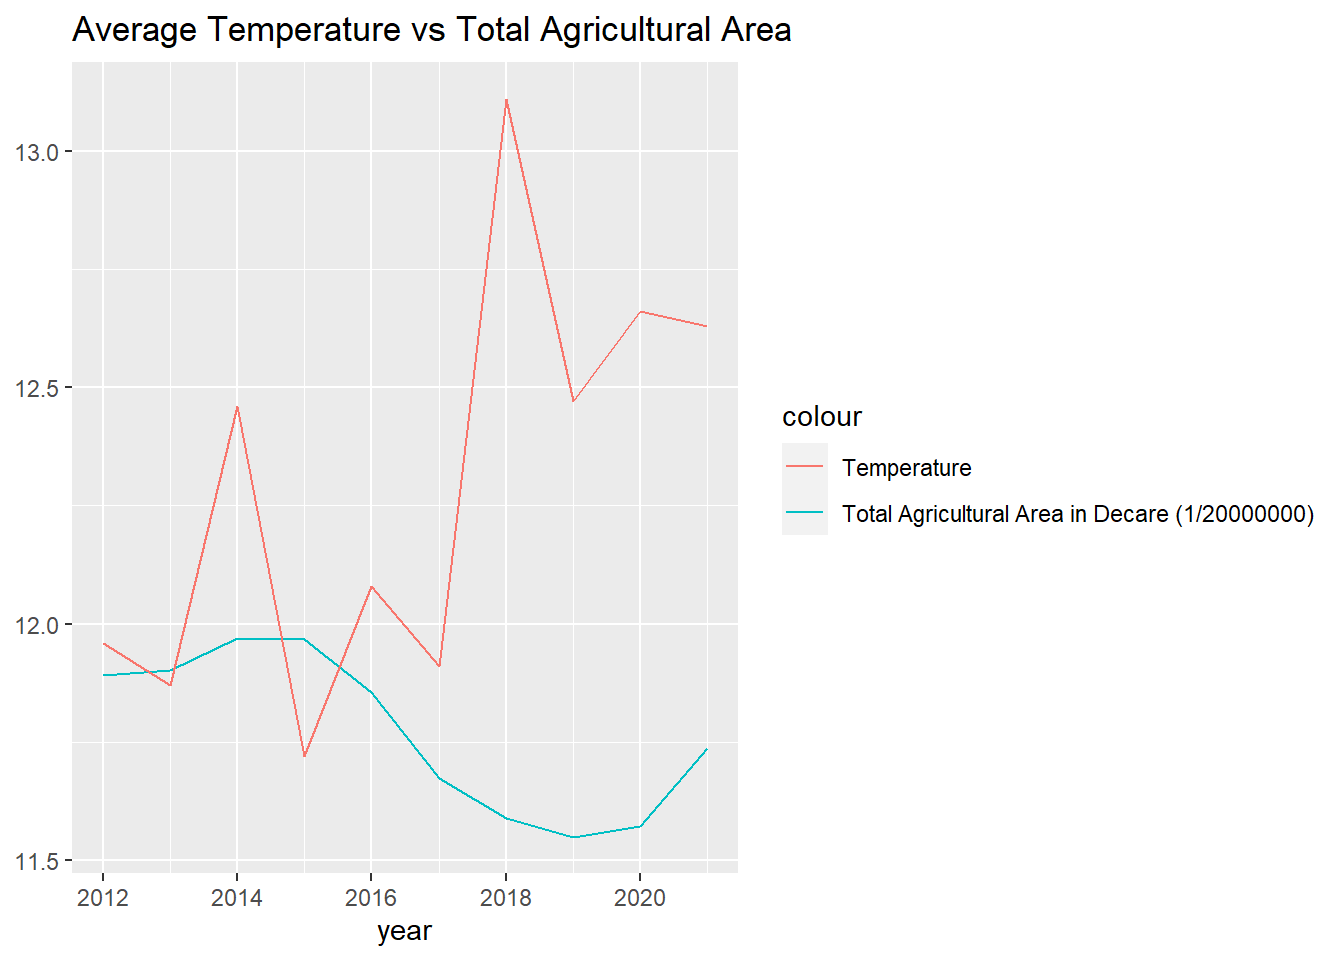 Average Temperature vs Total Agricultural Area
13.0
12.5
12.0
11.5
2012 2014 2016 2018 2020
year
colour
Temperature
Total Agricultural Area in Decare (1/20000000)